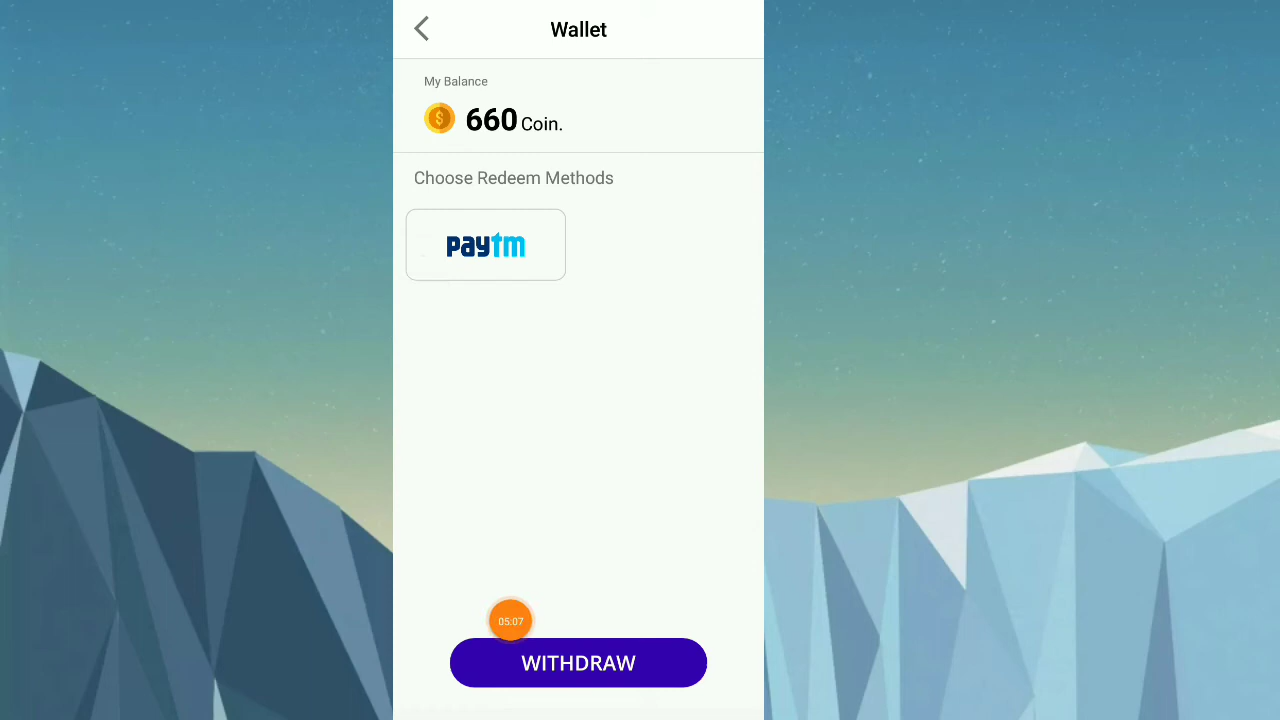 Wallet
My Balance
$ 660 Coin.
Choose Redeem Methods
paytm
05:07
WITHDRAW